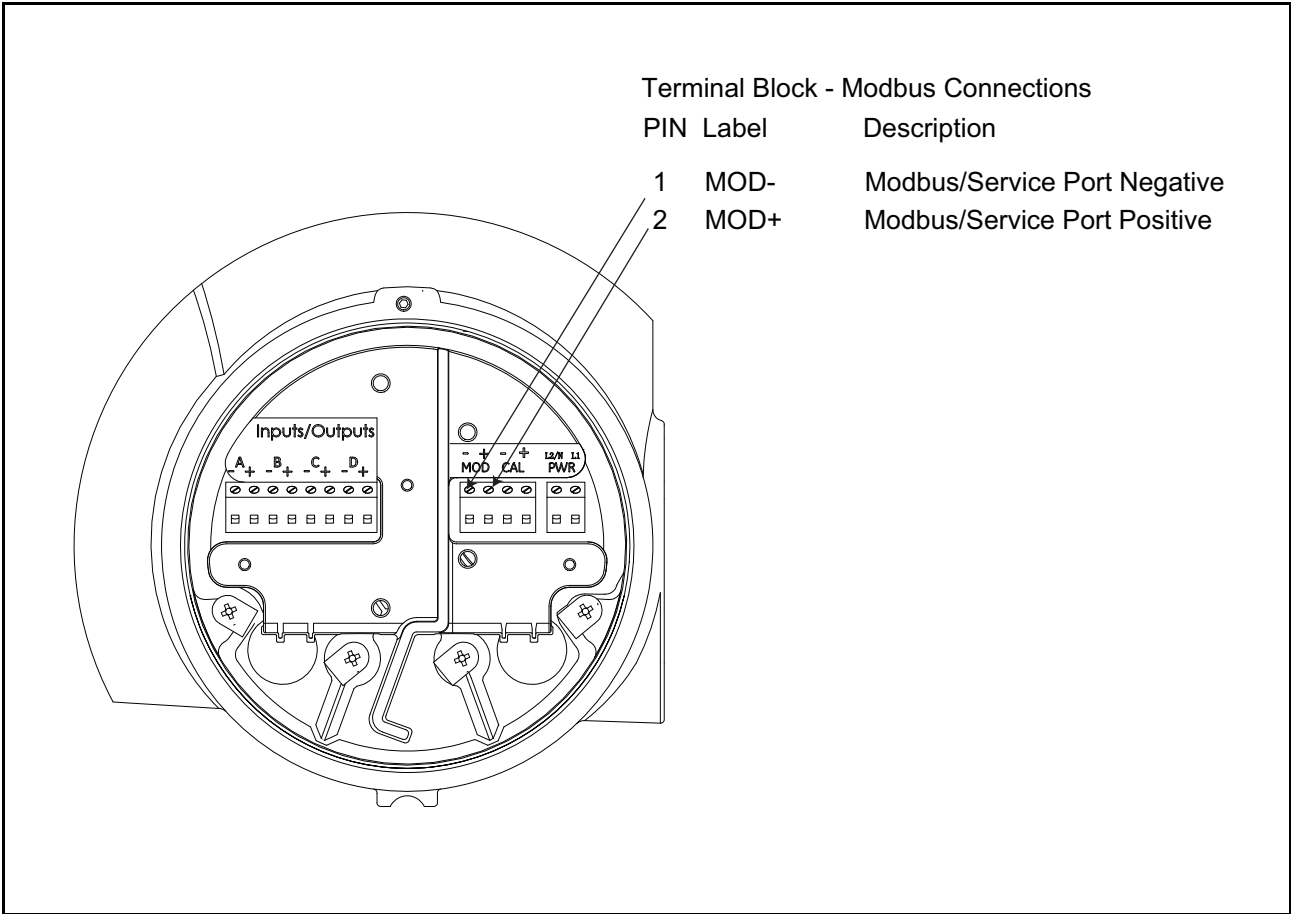 Terminal Block - Modbus Connections
PIN Label Description
1 MOD- Modbus/Service Port Negative
2 MOD+ Modbus/Service Port Positive
Inputs/Outputs
A B C D
- + - + - + - +
- + - + L2/N L1
MOD CAL PWR